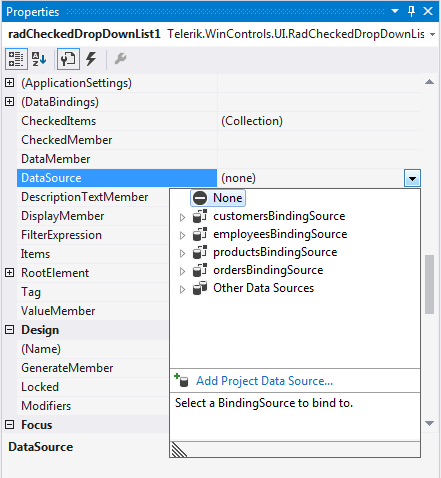 Properties
radCheckedDropDownList1 Telerik.WinControls.UI.RadCheckedDropDownLis
(ApplicationSettings)
(DataBindings)
CheckedItems (Collection)
CheckedMember
DataMember
DataSource (none)
DescriptionTextMember None
DisplayMember customersBindingSource
FilterExpression employeesBindingSource
Items productsBindingSource
RootElement ordersBindingSource
Tag Other Data Sources
ValueMember
Design
(Name)
GenerateMember
Locked Add Project Data Source...
Modifiers Select a BindingSource to bind to.
Focus
DataSource